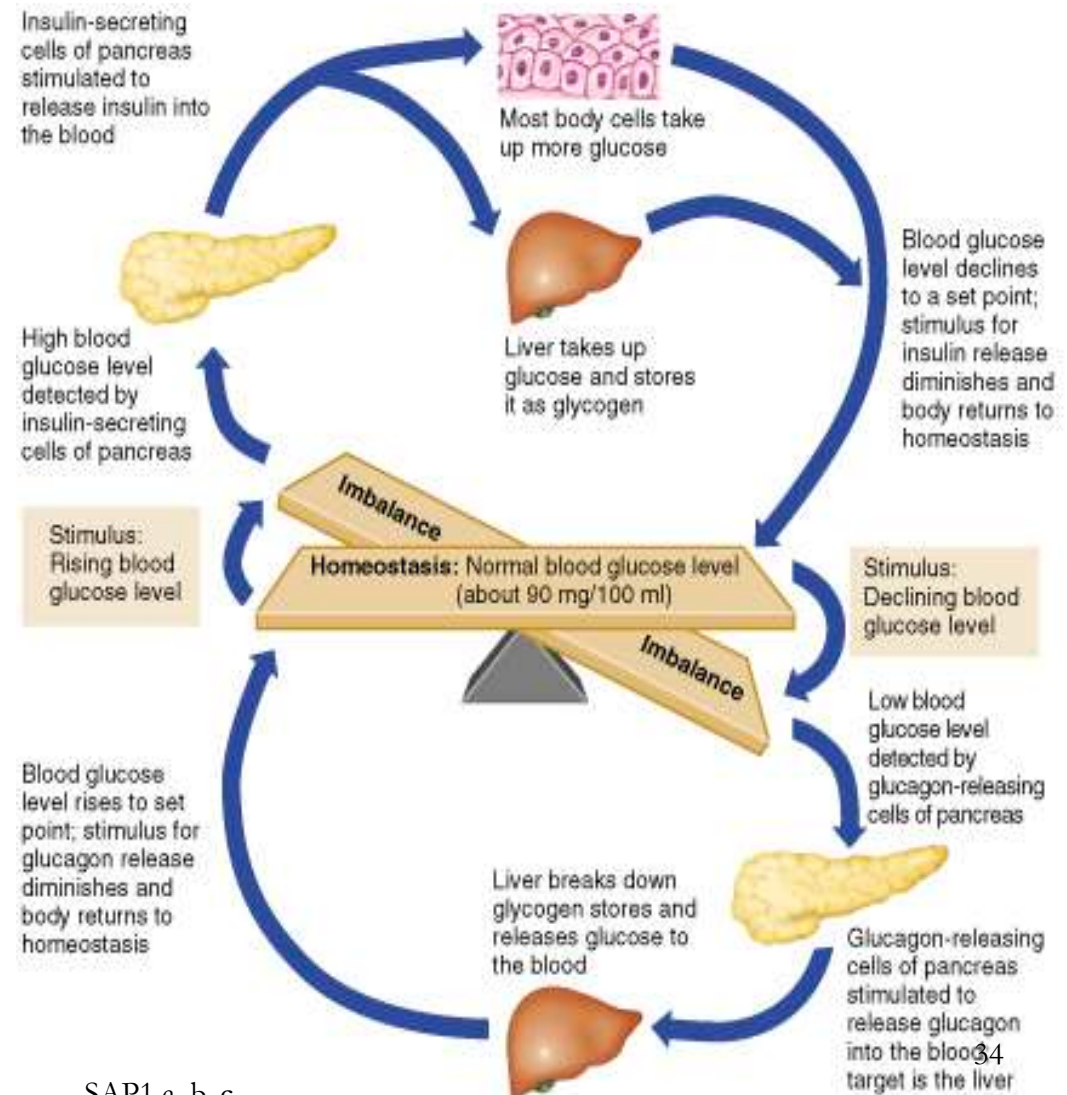 Insulin-secreting
cells of pancreas
stimulated to
release insulin into
the blood
Most body cells take
up more glucose
Blood glucose
level declines
to a set point;
stimulus for
insulin release
diminishes and
body returns to
homeostasis
High blood
glucose level
detected by
insulin-secreting
cells of pancreas
Liver takes up
glucose and stores
it as glycogen
Imbalance
Stimulus:
Rising blood
glucose level
Homeostasis: Normal blood glucose level
(about 90 mg/100 ml)
Stimulus:
Declining blood
glucose level
Imbalance
Low blood
glucose level
detected by
glucagon-releasing
cells of pancreas
Blood glucose
level rises to set
point; stimulus for
glucagon release
diminishes and
body returns to
homeostasis
Liver breaks down
glycogen stores and
releases glucose to
the blood
Glucagon-releasing
cells of pancreas
stimulated to
release glucagon
into the blood
34
target is the liver
SAP1 a, b, c